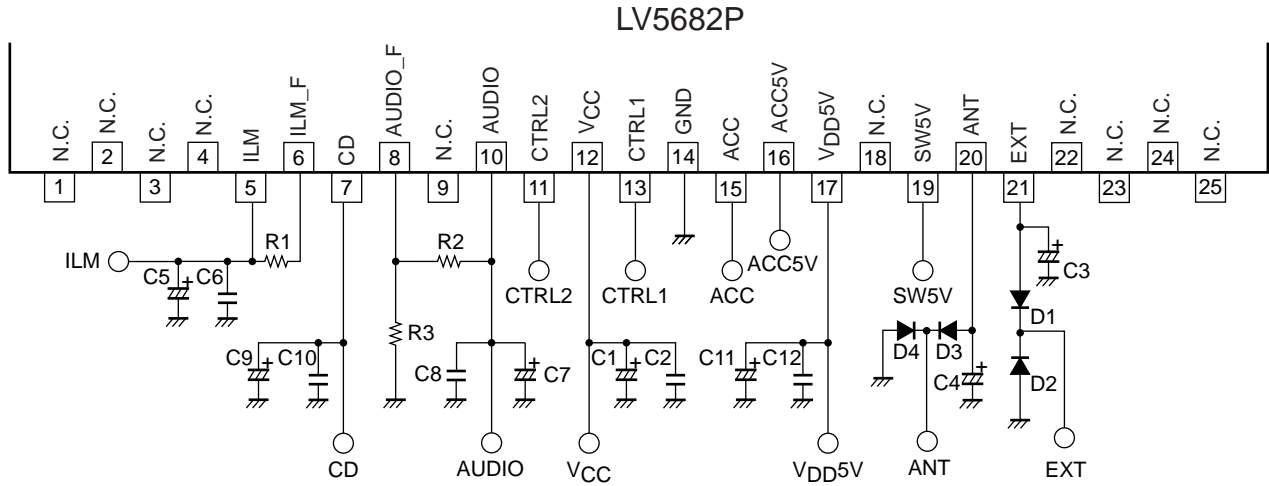 LV5682P
N.C.
N.C.
N.C.
N.C.
ILM
ILM_F
CD
AUDIO_F
N.C.
AUDIO
CTRL2
VCC
CTRL1
GND
ACC
ACC5V
VDD5V
N.C.
SW5V
ANT
EXT
N.C.
N.C.
N.C.
N.C.
1
2
3
4
5
6
7
8
9
10
11
12
13
14
15
16
17
18
19
20
21
22
23
24
25
ILM
C5
+
C6
R1
R2
CTRL2
CTRL1
ACC
ACC5V
SW5V
+
C3
D1
R3
D4
D3
D2
C9
+
C10
C8
+
C7
C1
+
C2
C11
+
C12
C4
+
CD
AUDIO
VCC
VDD5V
ANT
EXT